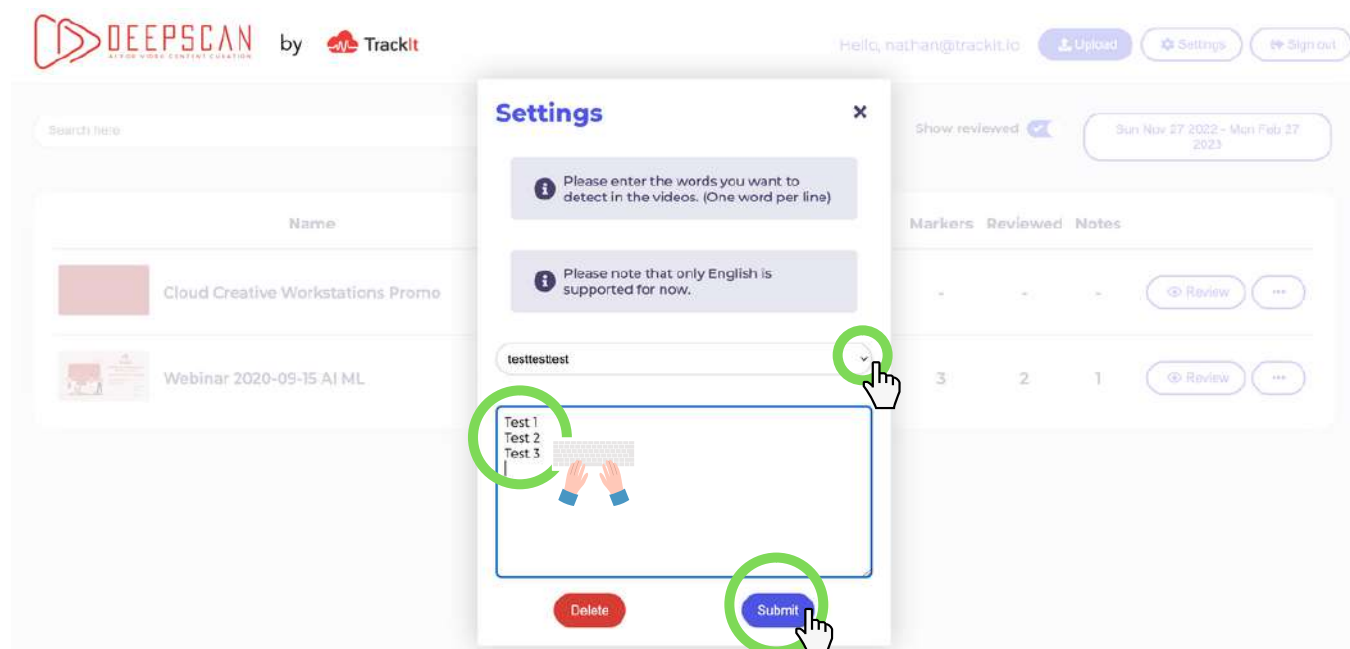 DEEPSCAN by TrackIt
AI FOR VIDEO CONTENT CURATION
Hello, nathan@trackit.io Upload Settings Sign out
Settings
Search here
Show reviewed
Sun Nov 27 2022 - Mon Feb 27
2023
Please enter the words you want to
detect in the videos. (One word per line)
Name Markers Reviewed Notes
Please note that only English is
supported for now.
Cloud Creative Workstations Promo - - - Review ...
testtesttest
Webinar 2020-09-15 AI ML 3 2 1 Review ...
Test 1
Test 2
Test 3
Delete Submit